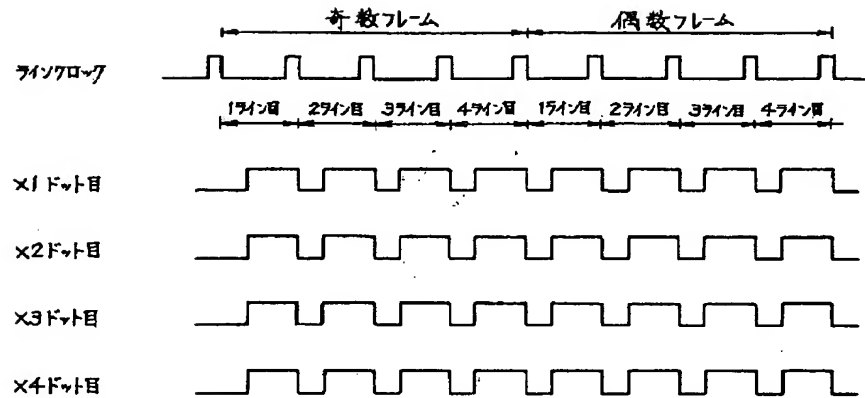 奇数フレーム 偶数フレーム
ラインクロック
1ライン目 2ライン目 3ライン目 4ライン目 1ライン目 2ライン目 3ライン目 4ライン目
×1ドット目
×2ドット目
×3ドット目
×4ドット目